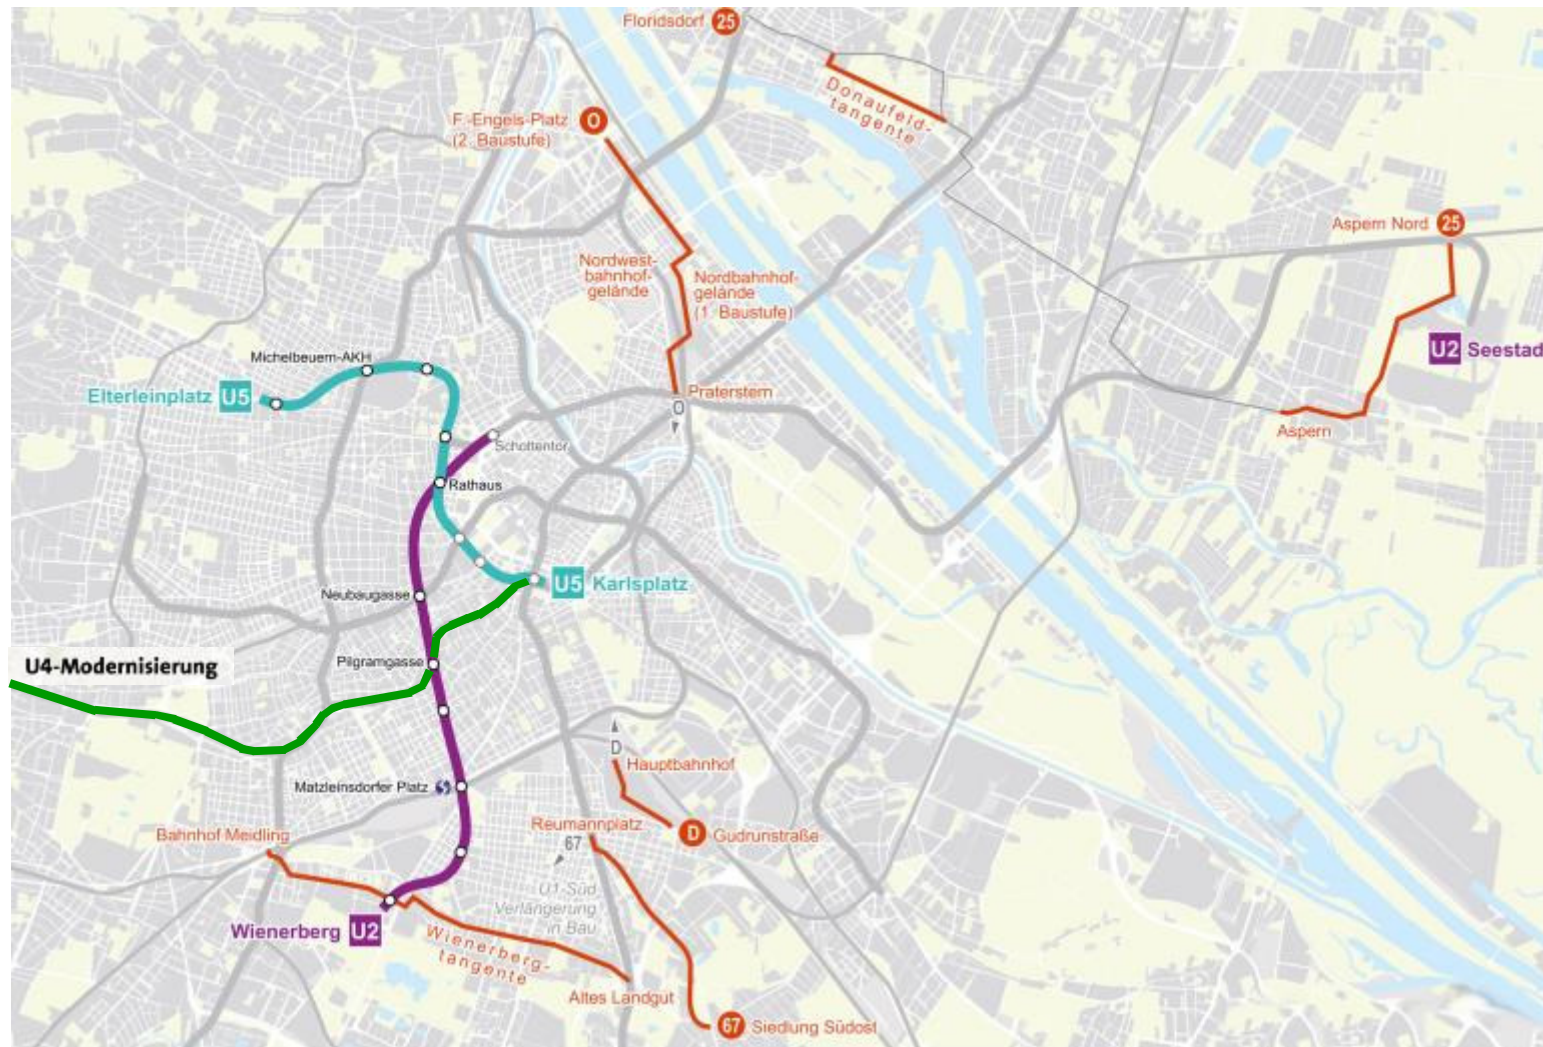 Floridsdorf 25
Donaufeld-
tangente
F.-Engels-Platz O
(2. Baustufe)
Aspern Nord 25
Nordwest-
bahnhof-
gelände
Nordbahnhof-
gelände
(1. Baustufe)
U2 Seestad
Michelbeuern-AKH
Elterleinplatz U5
Praterstern
O
Aspern
Schottentor
Rathaus
U5 Karlsplatz
Neubaugasse
U4-Modernisierung
Pilgramgasse
D
Hauptbahnhof
Matzleinsdorfer Platz
Bahnhof Meidling
Reumannplatz
D Gudrunstraße
67
U1-Süd
Verlängerung
in Bau
Wienerberg U2
Wienerberg-
tangente
Altes Landgut
67 Siedlung Südost